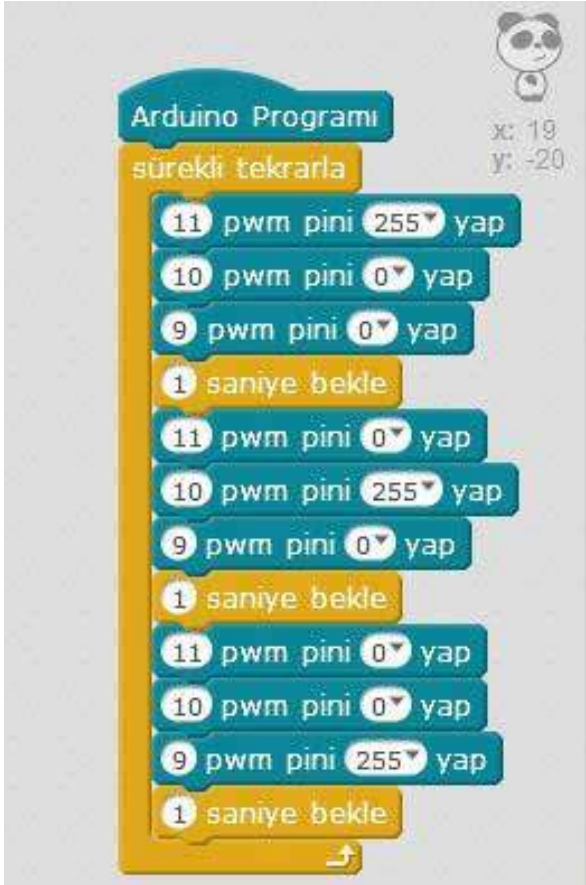 Arduino Programı
x: 19
y: -20
sürekli tekrarla
11 pwm pini 255 yap
10 pwm pini 0 yap
9 pwm pini 0 yap
1 saniye bekle
11 pwm pini 0 yap
10 pwm pini 255 yap
9 pwm pini 0 yap
1 saniye bekle
11 pwm pini 0 yap
10 pwm pini 0 yap
9 pwm pini 255 yap
1 saniye bekle